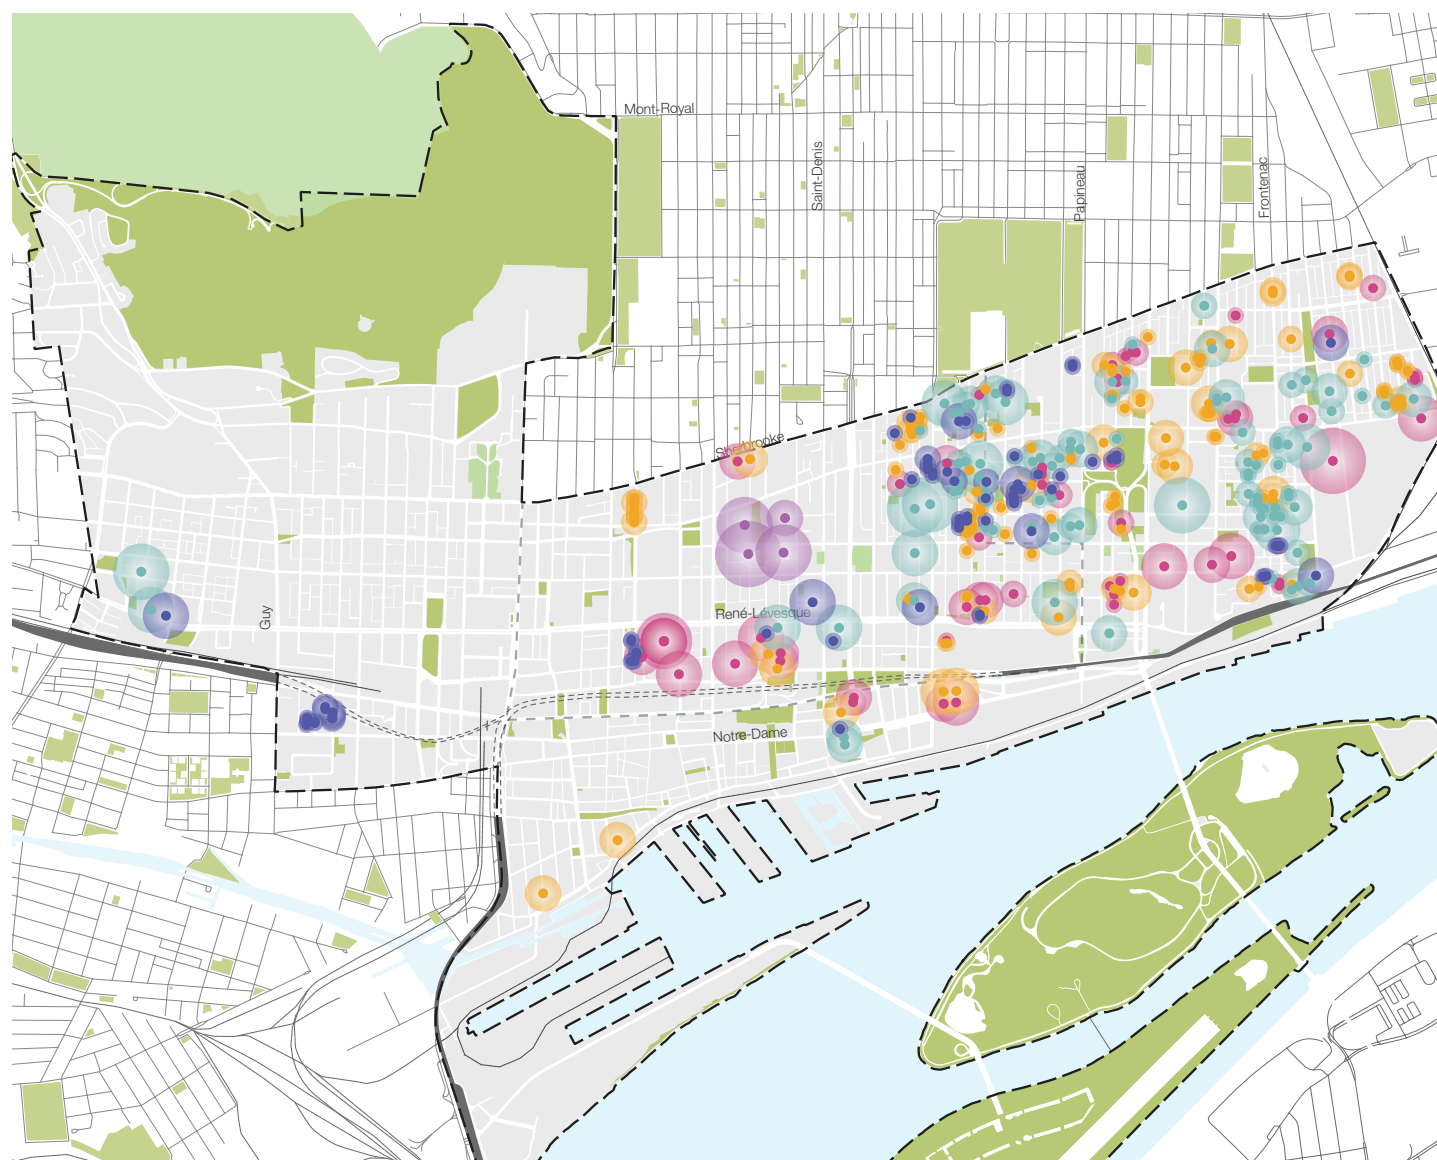 Mont-Royal
Saint-Denis
Papineau
Frontenac
Sherbrooke
Guy
René-Lévesque
Notre-Dame